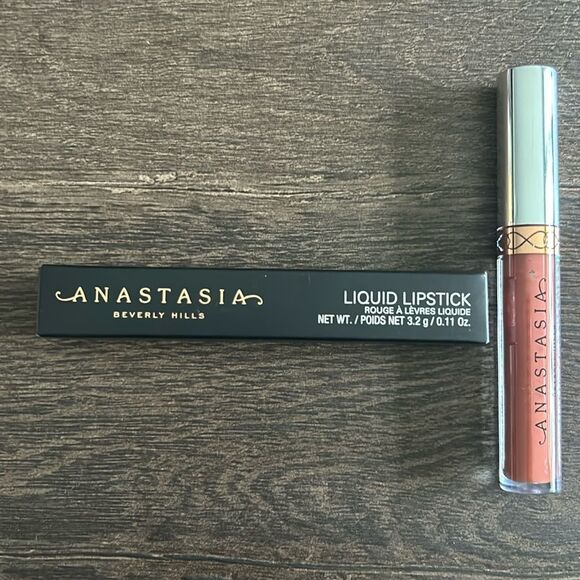 ANASTASIA
BEVERLY HILLS
LIQUID LIPSTICK
ROUGE À LÈVRES LIQUIDE
NET WT. / POIDS NET 3.2 g / 0.11 Oz.
ANASTASIA